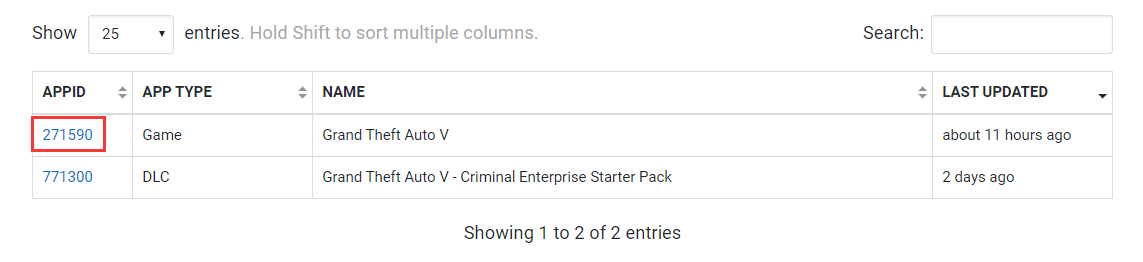 Show 25 entries. Hold Shift to sort multiple columns. Search:
APPID APP TYPE NAME LAST UPDATED
271590 Game Grand Theft Auto V about 11 hours ago
771300 DLC Grand Theft Auto V - Criminal Enterprise Starter Pack 2 days ago
Showing 1 to 2 of 2 entries